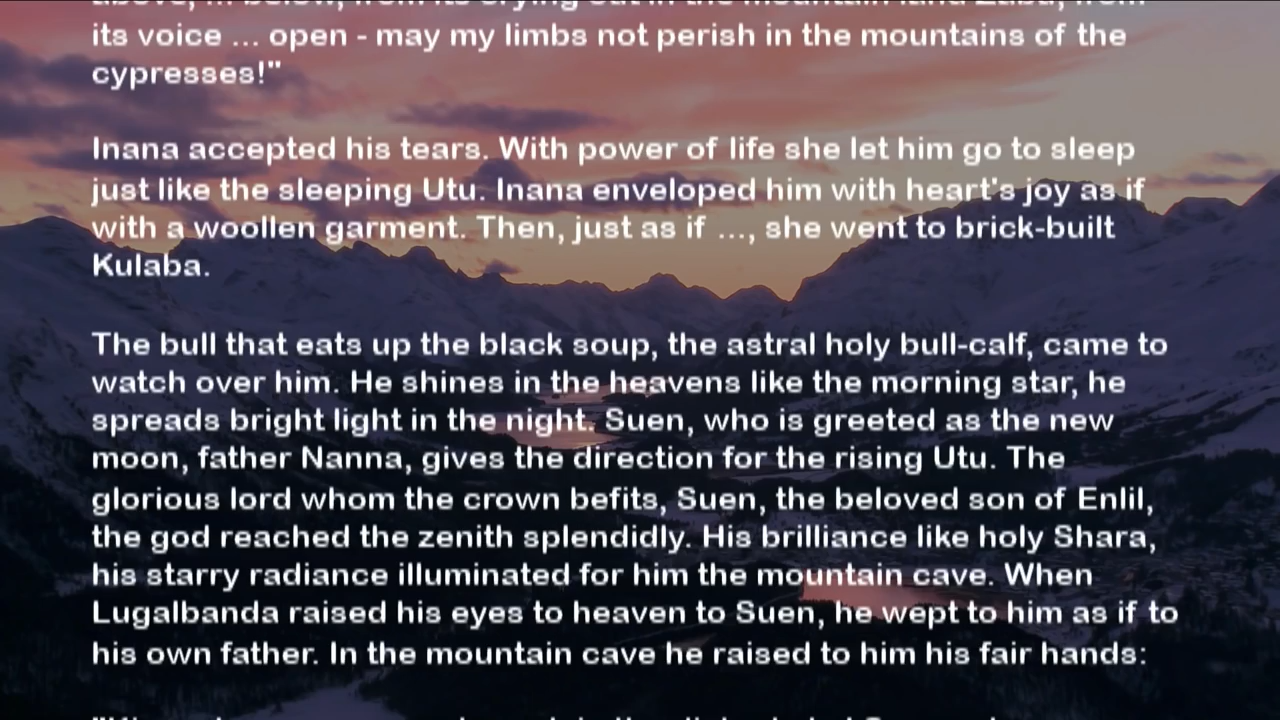 its voice ... open - may my limbs not perish in the mountains of the
cypresses!"
Inana accepted his tears. With power of life she let him go to sleep
just like the sleeping Utu. Inana enveloped him with heart's joy as if
with a woollen garment. Then, just as if ..., she went to brick-built
Kulaba.
The bull that eats up the black soup, the astral holy bull-calf, came to
watch over him. He shines in the heavens like the morning star, he
spreads bright light in the night. Suen, who is greeted as the new
moon, father Nanna, gives the direction for the rising Utu. The
glorious lord whom the crown befits, Suen, the beloved son of Enlil,
the god reached the zenith splendidly. His brilliance like holy Shara,
his starry radiance illuminated for him the mountain cave. When
Lugalbanda raised his eyes to heaven to Suen, he wept to him as if to
his own father. In the mountain cave he raised to him his fair hands: